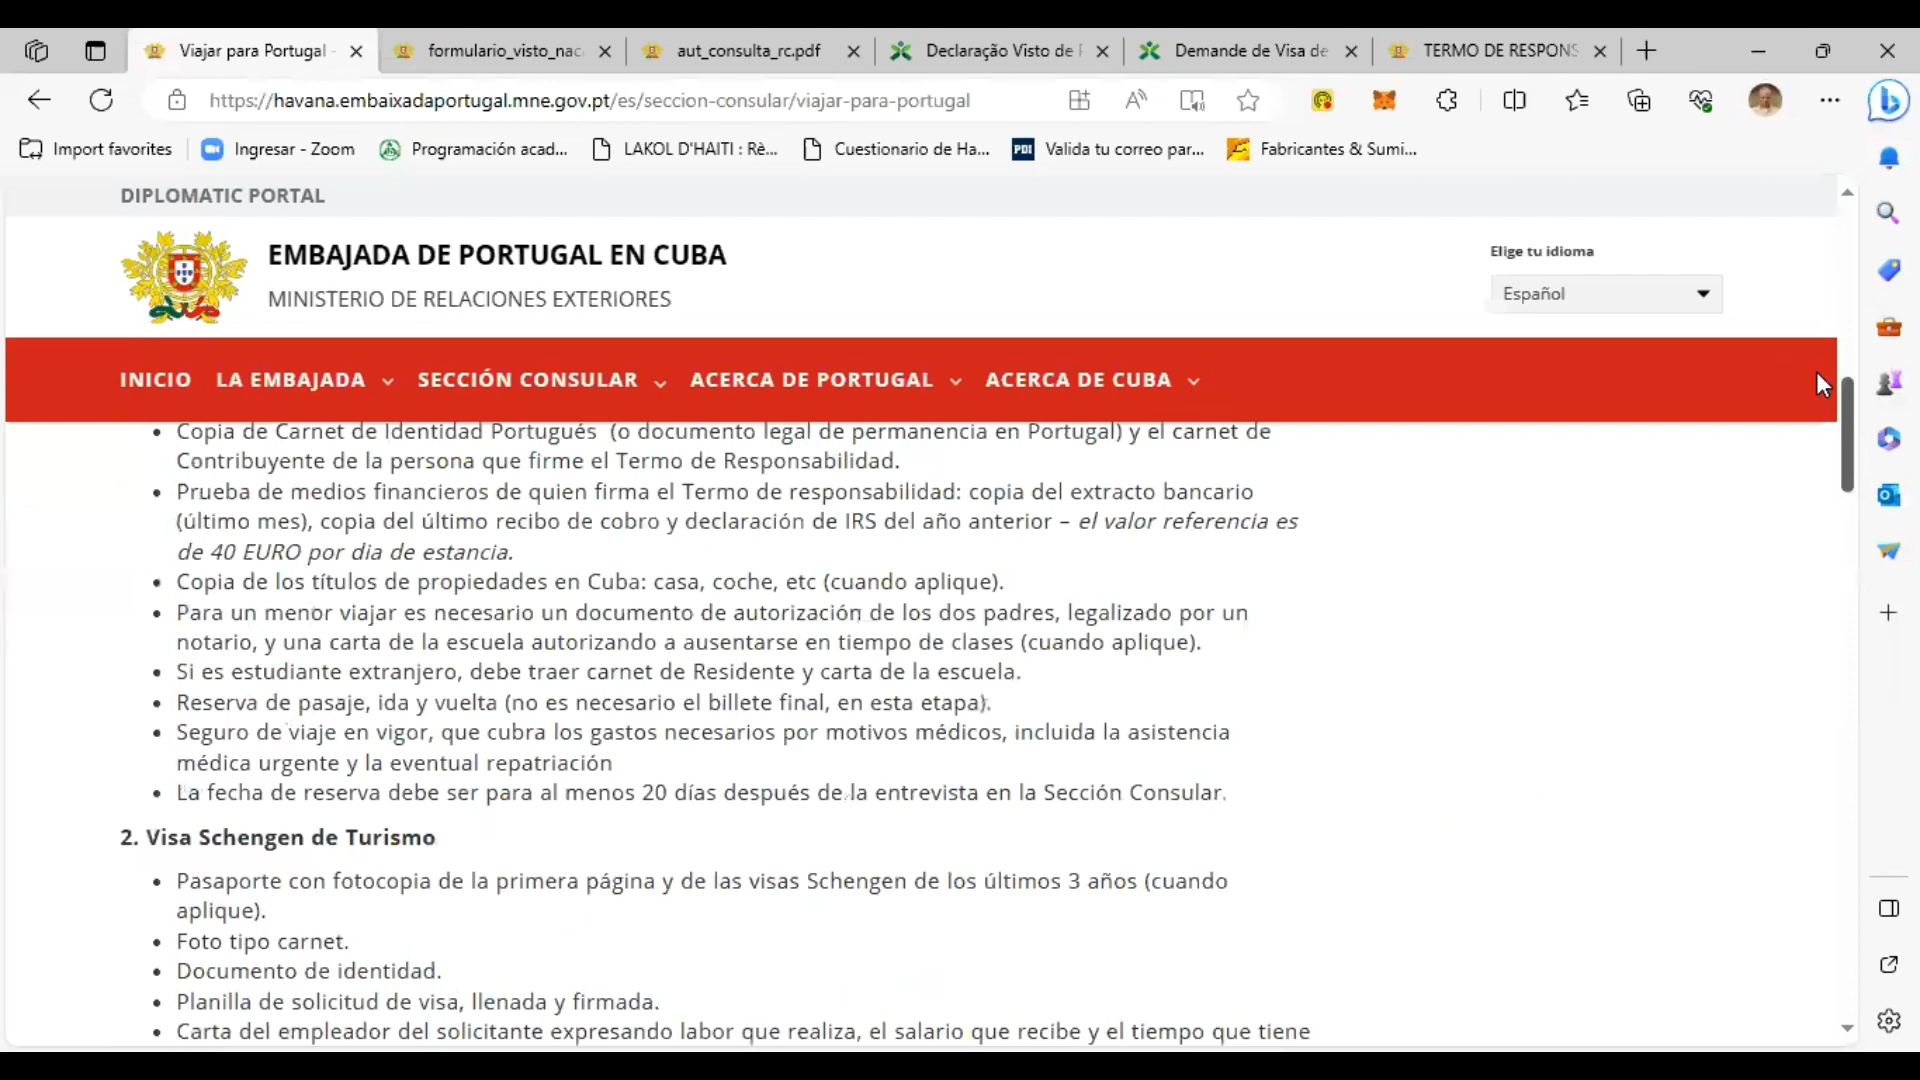 Viajar para Portugal -
formulario_visto_nac
aut_consulta_rc.pdf
Declaração Visto de
Demande de Visa de
TERMO DE RESPONS
https://havana.embaixadaportugal.mne.gov.pt/es/seccion-consular/viajar-para-portugal
Import favorites
Ingresar - Zoom
Programación acad...
LAKOL D'HAITI : Rè...
Cuestionario de Ha...
PDI
Valida tu correo par...
Fabricantes & Sumi...
DIPLOMATIC PORTAL
EMBAJADA DE PORTUGAL EN CUBA
MINISTERIO DE RELACIONES EXTERIORES
Elige tu idioma
Español
INICIO LA EMBAJADA SECCIÓN CONSULAR ACERCA DE PORTUGAL ACERCA DE CUBA
• Copia de Carnet de Identidad Portugués (o documento legal de permanencia en Portugal) y el carnet de
Contribuyente de la persona que firme el Termo de Responsabilidad.
• Prueba de medios financieros de quien firma el Termo de responsabilidad: copia del extracto bancario
(último mes), copia del último recibo de cobro y declaración de IRS del año anterior – el valor referencia es
de 40 EURO por dia de estancia.
• Copia de los títulos de propiedades en Cuba: casa, coche, etc (cuando aplique).
• Para un menor viajar es necesario un documento de autorización de los dos padres, legalizado por un
notario, y una carta de la escuela autorizando a ausentarse en tiempo de clases (cuando aplique).
• Si es estudiante extranjero, debe traer carnet de Residente y carta de la escuela.
• Reserva de pasaje, ida y vuelta (no es necesario el billete final, en esta etapa).
• Seguro de viaje en vigor, que cubra los gastos necesarios por motivos médicos, incluida la asistencia
médica urgente y la eventual repatriación
• La fecha de reserva debe ser para al menos 20 días después de la entrevista en la Sección Consular.
2. Visa Schengen de Turismo
• Pasaporte con fotocopia de la primera página y de las visas Schengen de los últimos 3 años (cuando
aplique).
• Foto tipo carnet.
• Documento de identidad.
• Planilla de solicitud de visa, llenada y firmada.
• Carta del empleador del solicitante expresando labor que realiza, el salario que recibe y el tiempo que tiene